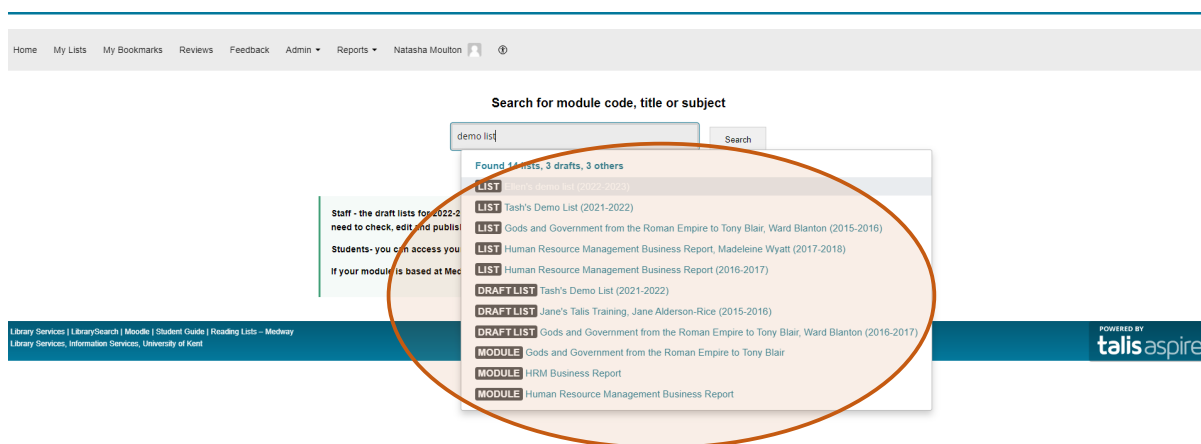 Home My Lists My Bookmarks Reviews Feedback Admin Reports Natasha Moulton
Search for module code, title or subject
demo list
Search
Found 14 lists, 3 drafts, 3 others
LIST Ellen's demo list (2022-2023)
LIST Tash's Demo List (2021-2022)
LIST Gods and Government from the Roman Empire to Tony Blair, Ward Blanton (2015-2016)
LIST Human Resource Management Business Report, Madeleine Wyatt (2017-2018)
LIST Human Resource Management Business Report (2016-2017)
DRAFT LIST Tash's Demo List (2021-2022)
DRAFT LIST Jane's Talis Training, Jane Alderson-Rice (2015-2016)
DRAFT LIST Gods and Government from the Roman Empire to Tony Blair, Ward Blanton (2016-2017)
MODULE Gods and Government from the Roman Empire to Tony Blair
MODULE HRM Business Report
MODULE Human Resource Management Business Report
Staff - the draft lists for 2022-2
need to check, edit and publis
Students- you can access you
If your module is based at Med
Library Services | LibrarySearch | Moodle | Student Guide | Reading Lists – Medway
Library Services, Information Services, University of Kent
POWERED BY
talis aspire